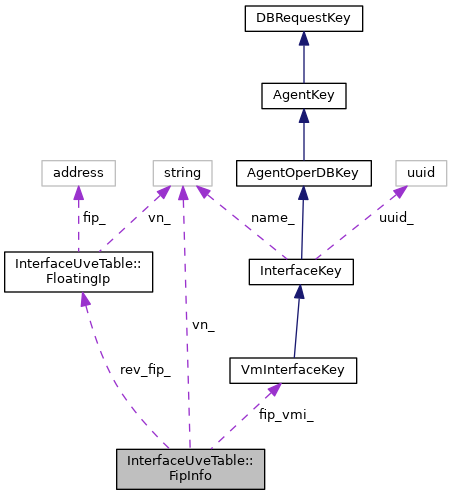 DBRequestKey
AgentKey
address
string
AgentOperDBKey
uuid
fip_
vn_
name_
uuid_
InterfaceUveTable::
FloatingIp
InterfaceKey
vn_
rev_fip_
VmInterfaceKey
fip_vmi_
InterfaceUveTable::
FipInfo